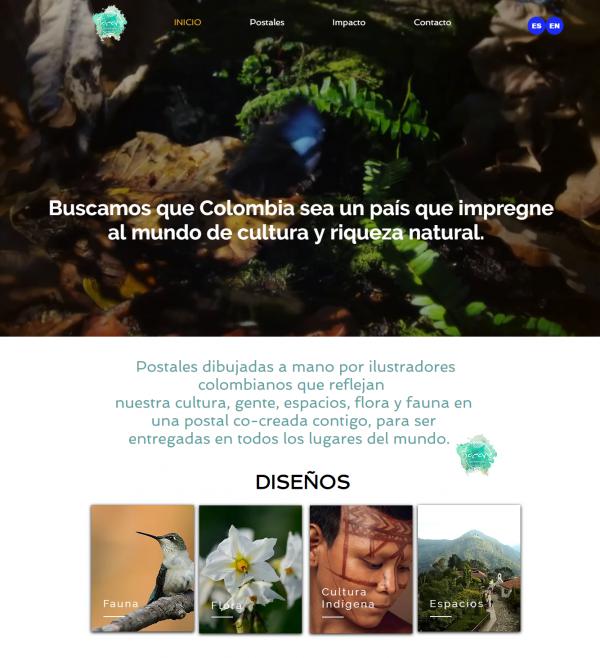 INICIO Postales Impacto Contacto ES EN
Buscamos que Colombia sea un país que impregne
al mundo de cultura y riqueza natural.
Postales dibujadas a mano por ilustradores
colombianos que reflejan
nuestra cultura, gente, espacios, flora y fauna en
una postal co-creada contigo, para ser
entregadas en todos los lugares del mundo.
DISEÑOS
Fauna
Flora
Cultura
Indígena
Espacios